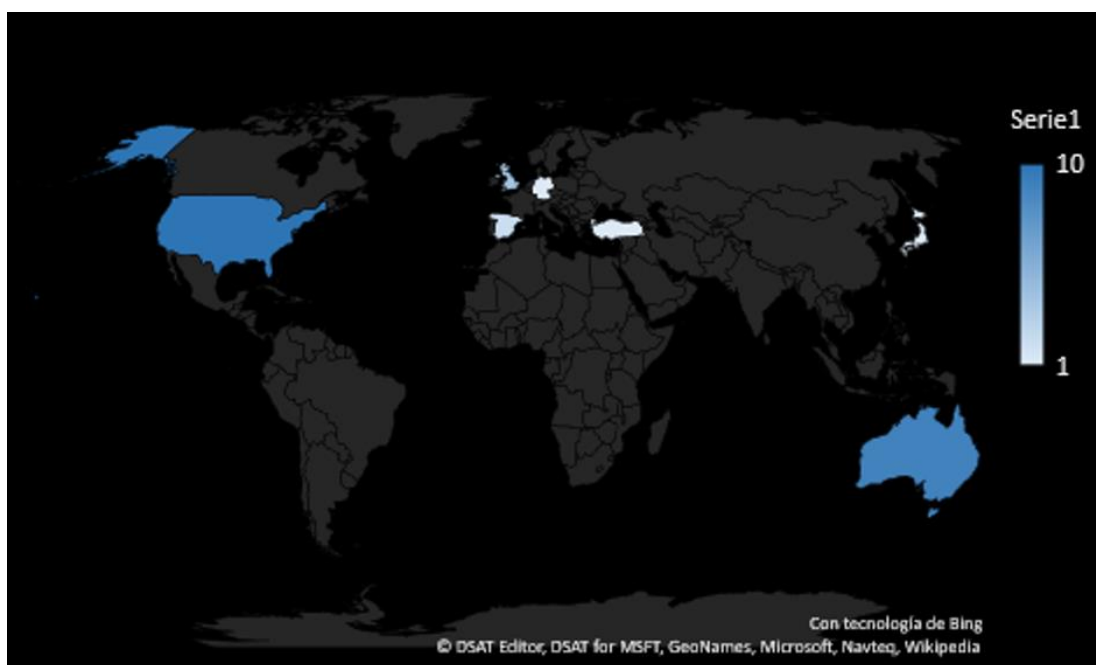 Serie1
10
1
Con tecnología de Bing
© DSAT Editor, DSAT for MSFT, GeoNames, Microsoft, Navteq, Wikipedia